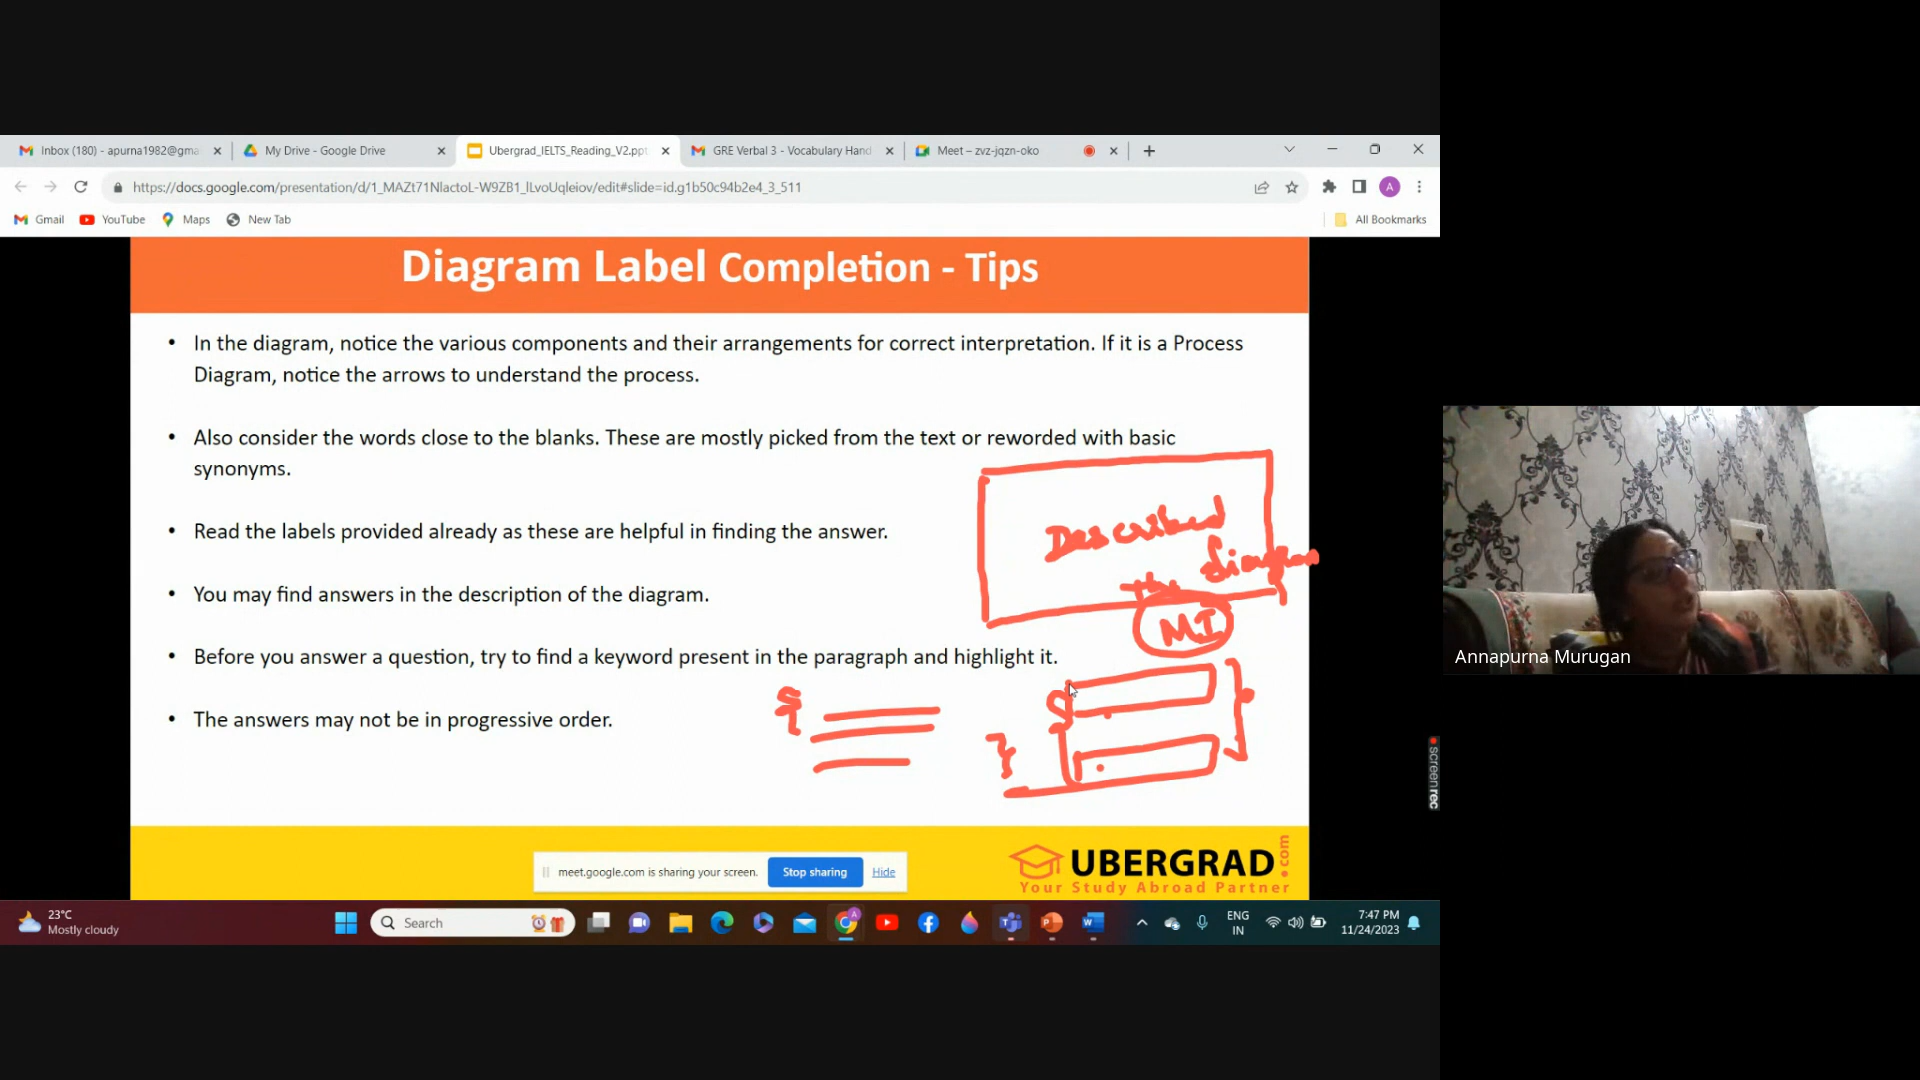 Inbox (180) - apurna1982@gma
My Drive - Google Drive
Ubergrad_IELTS_Reading_V2.ppt
GRE Verbal 3 - Vocabulary Hand
Meet – zvz-jqzn-oko
https://docs.google.com/presentation/d/1_MAZt71NlactoL-W9ZB1_lLvoUqleiov/edit#slide=id.g1b50c94b2e4_3_511
A
Gmail
YouTube
Maps
New Tab
All Bookmarks
Diagram Label Completion - Tips
• In the diagram, notice the various components and their arrangements for correct interpretation. If it is a Process
Diagram, notice the arrows to understand the process.
• Also consider the words close to the blanks. These are mostly picked from the text or reworded with basic
synonyms.
• Read the labels provided already as these are helpful in finding the answer.
Described
diagram
the
• You may find answers in the description of the diagram.
MI
• Before you answer a question, try to find a keyword present in the paragraph and highlight it.
• The answers may not be in progressive order.
Annapurna Murugan
screenrec
meet.google.com is sharing your screen.
Stop sharing
Hide
UBERGRAD.com
Your Study Abroad Partner
23°C
Mostly cloudy
Search
ENG
IN
7:47 PM
11/24/2023